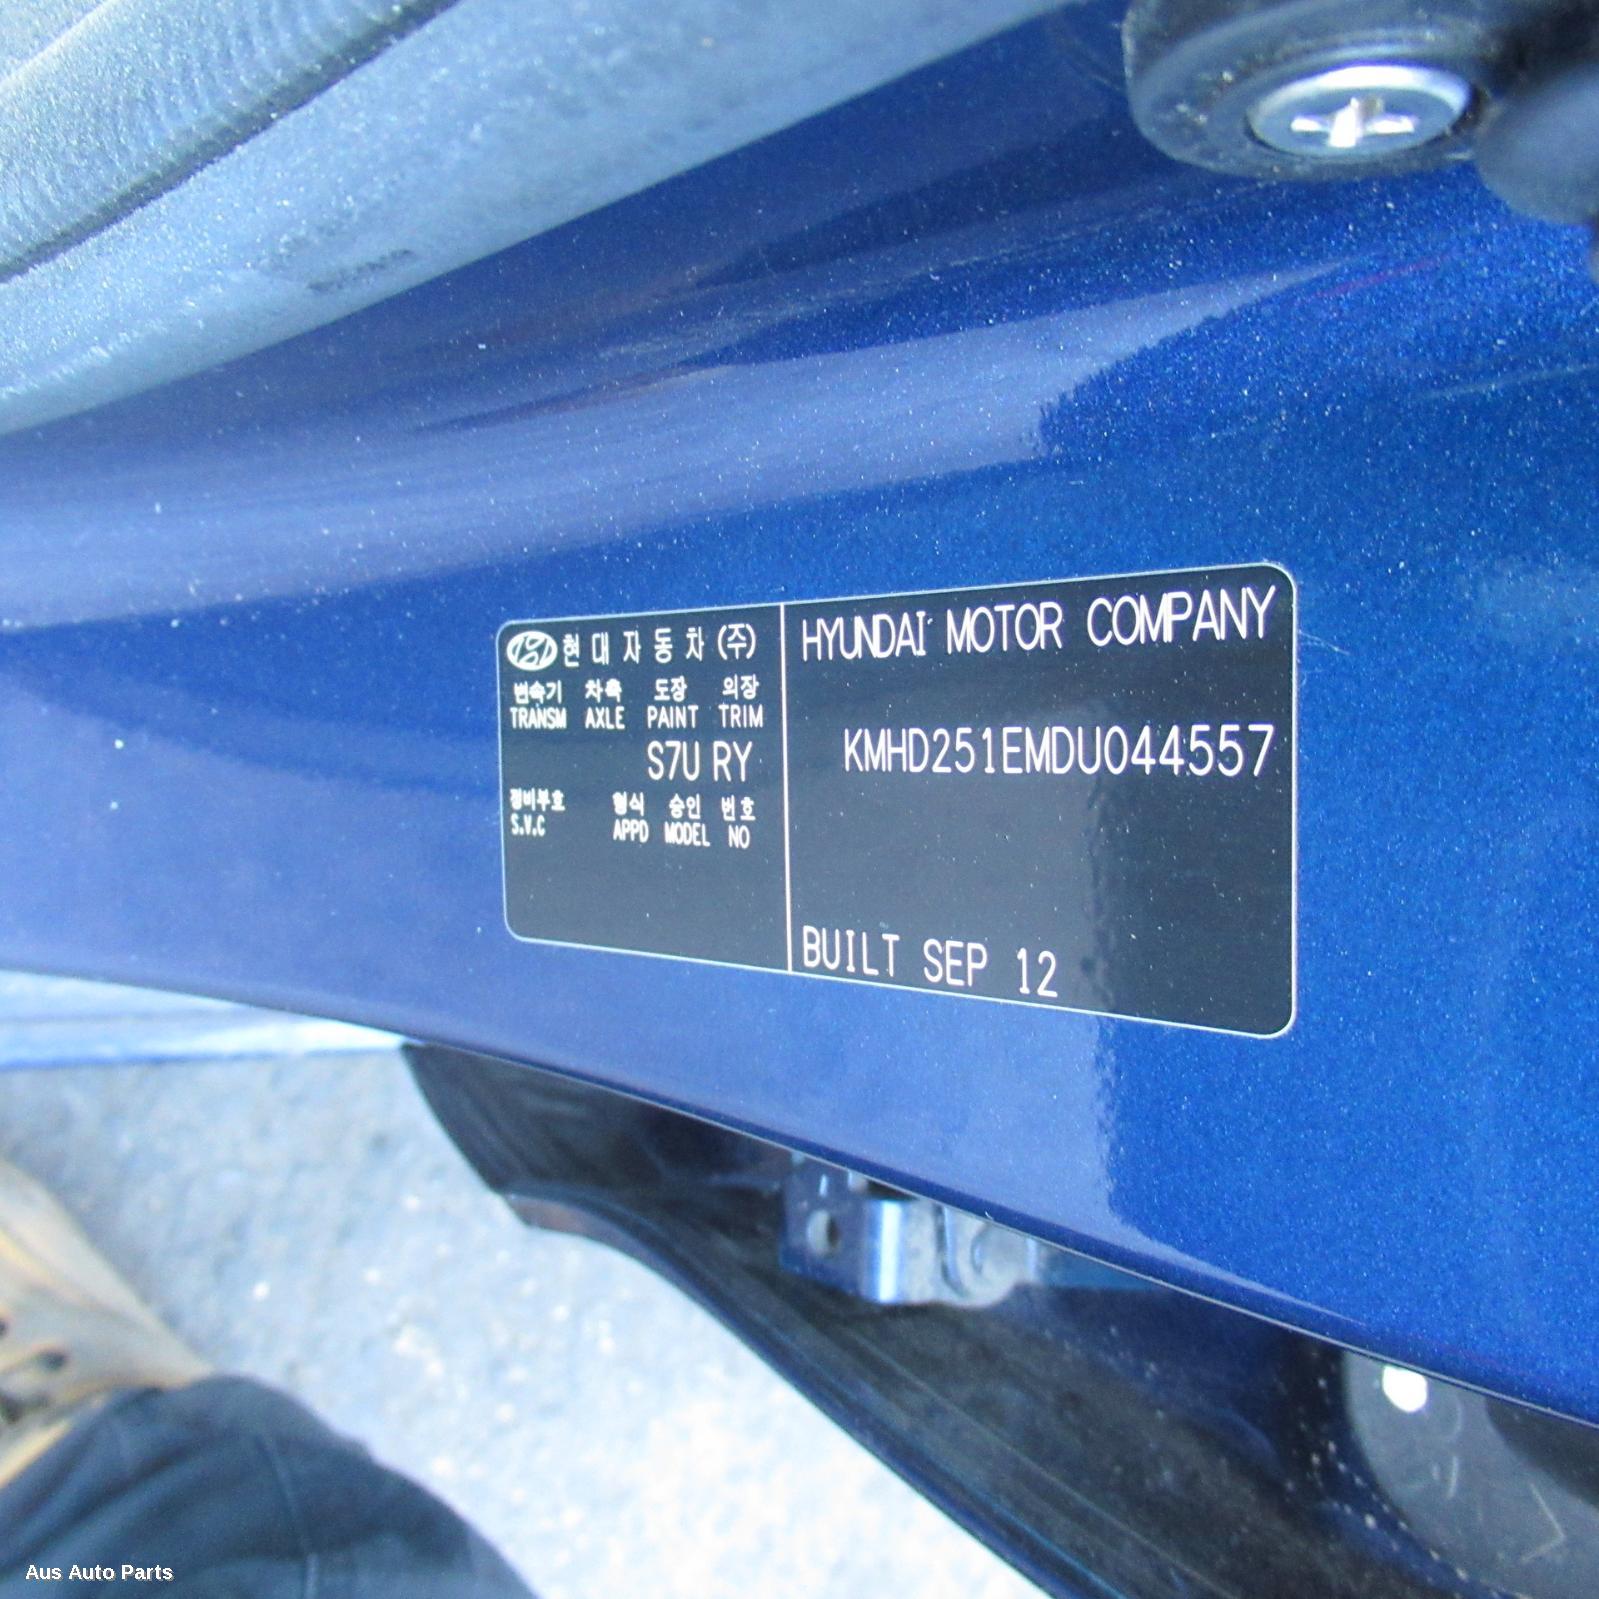 현대자동차(주)
변속기 차축 도장 외장
TRANSM AXLE PAINT TRIM
S7U RY
정비부호 형식 승인 번호
S.V.C APPD MODEL NO
HYUNDAI MOTOR COMPANY
KMHD251EMDU044557
BUILT SEP 12
Aus Auto Parts